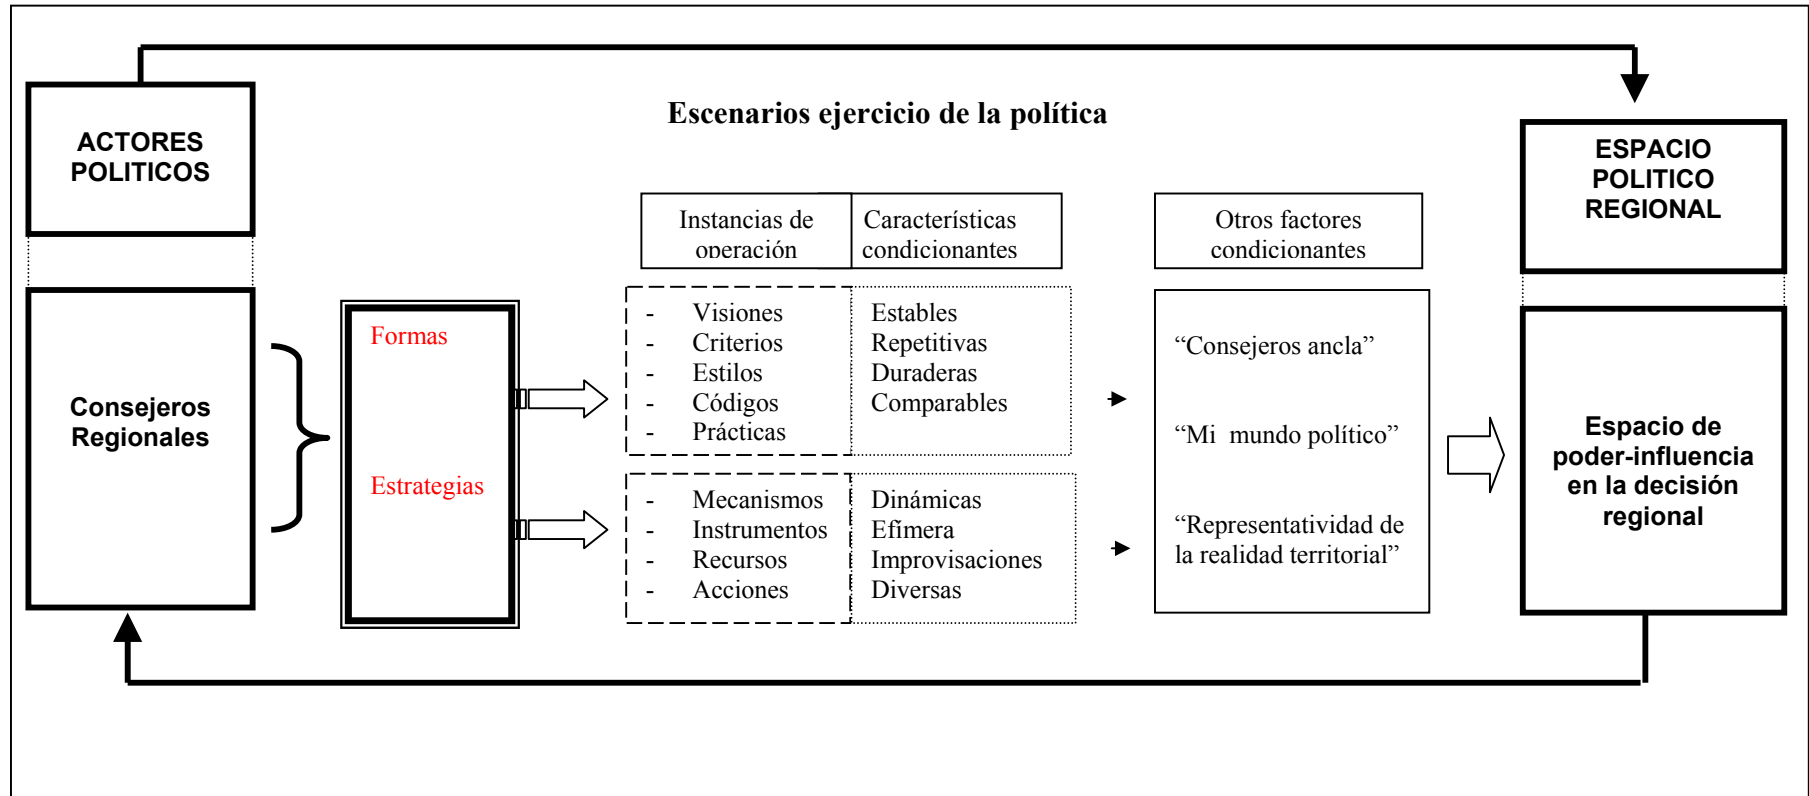 Escenarios ejercicio de la política
ACTORES
POLITICOS
Consejeros
Regionales
Formas
Estrategias
Instancias de
operación
Características
condicionantes
- Visiones
- Criterios
- Estilos
- Códigos
- Prácticas
Estables
Repetitivas
Duraderas
Comparables
- Mecanismos
- Instrumentos
- Recursos
- Acciones
Dinámicas
Efímera
Improvisaciones
Diversas
Otros factores
condicionantes
“Consejeros ancla”
“Mi mundo político”
“Representatividad de
la realidad territorial”
ESPACIO
POLITICO
REGIONAL
Espacio de
poder-influencia
en la decisión
regional